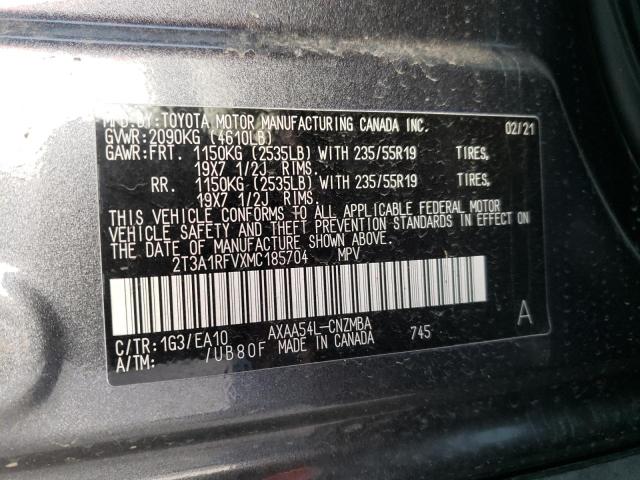 MFD.BY:TOYOTA MOTOR MANUFACTURING CANADA INC. 02/21
GVWR:2090KG (4610LB)
GAWR:FRT. 1150KG (2535LB) WITH 235/55R19 TIRES,
19X7 1/2J RIMS.
RR. 1150KG (2535LB) WITH 235/55R19 TIRES,
19X7 1/2J RIMS.
THIS VEHICLE CONFORMS TO ALL APPLICABLE FEDERAL MOTOR
VEHICLE SAFETY AND THEFT PREVENTION STANDARDS IN EFFECT ON
THE DATE OF MANUFACTURE SHOWN ABOVE.
2T3A1RFVXMC185704 MPV
A
C/TR:1G3/EA10 AXAA54L-CNZMBA 745
A/TM: /UB80F MADE IN CANADA